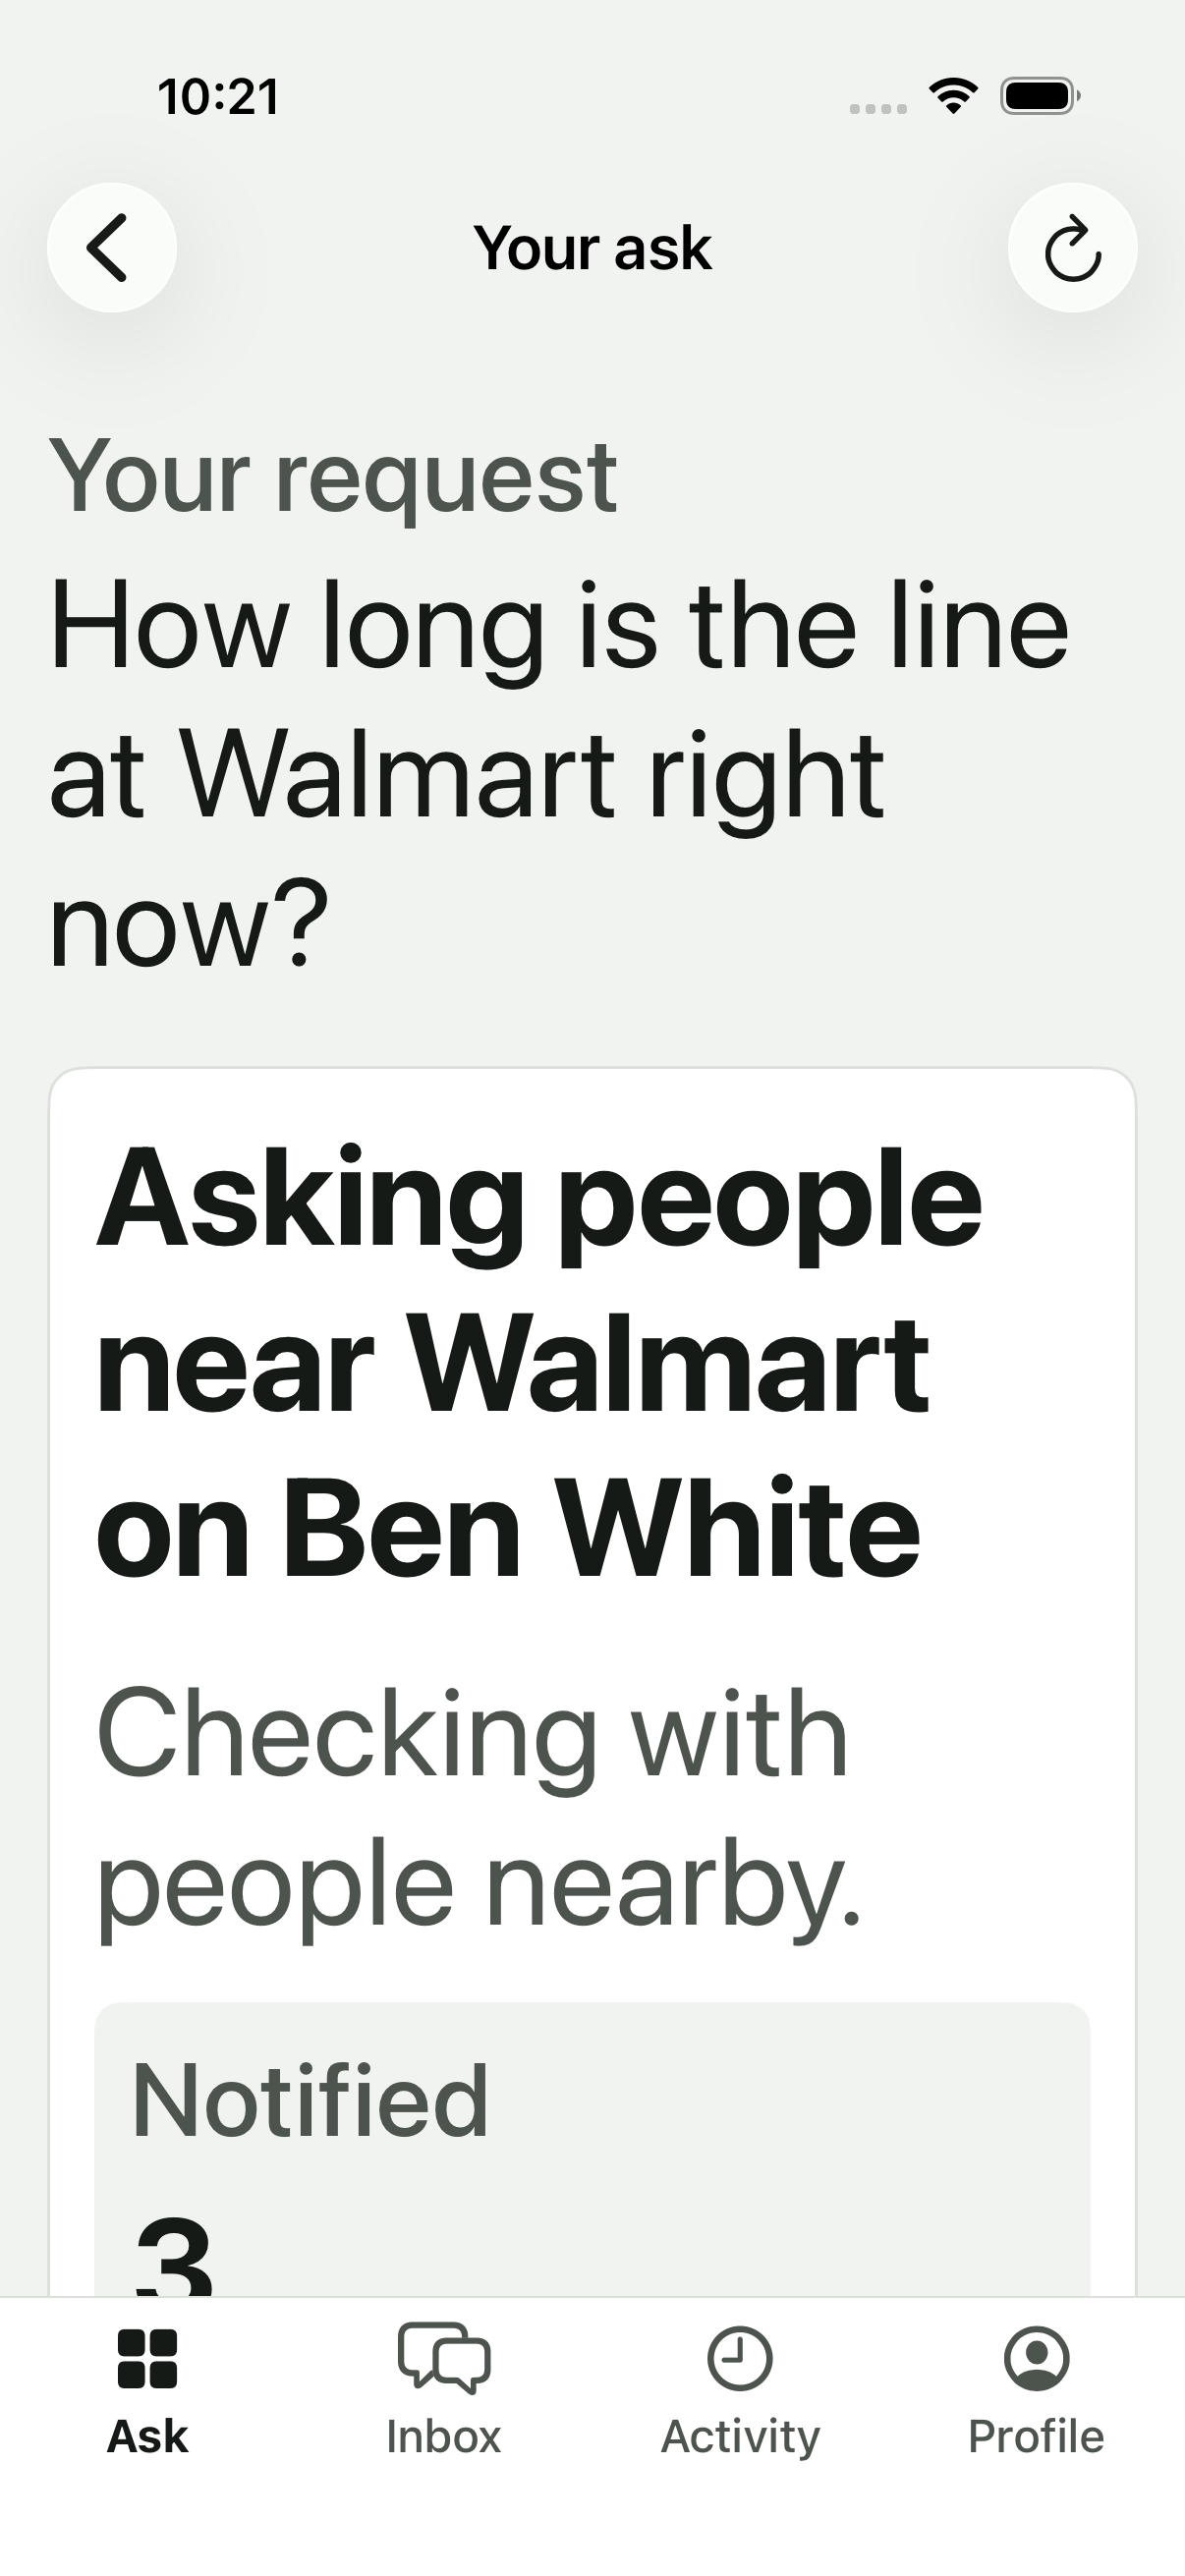 10:21
Your ask
Your request
How long is the line
at Walmart right
now?
Asking people
near Walmart
on Ben White
Checking with
people nearby.
Notified
3
Ask
Inbox
Activity
Profile